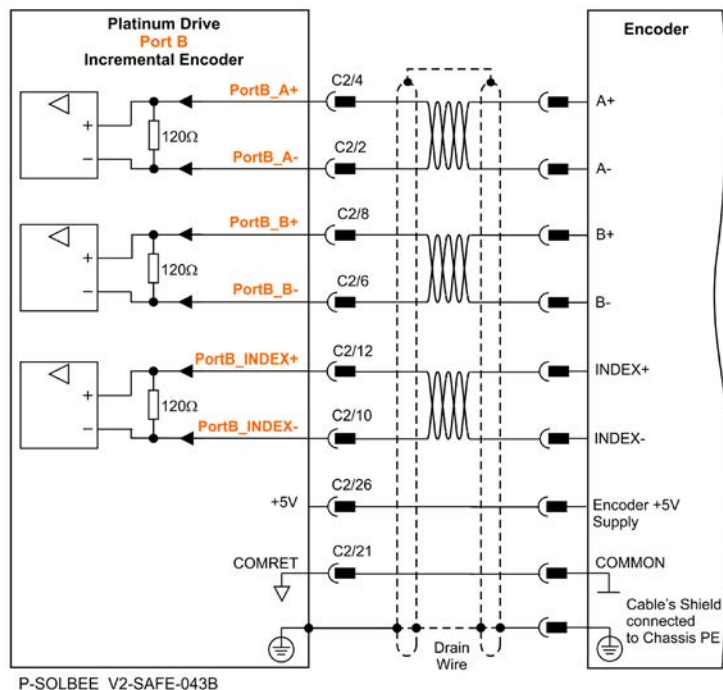 Platinum Drive
Port B
Incremental Encoder
Encoder
PortB_A+
C2/4
A+
+
120Ω
−
PortB_A-
C2/2
A-
PortB_B+
C2/8
B+
+
120Ω
−
PortB_B-
C2/6
B-
PortB_INDEX+
C2/12
INDEX+
+
120Ω
−
PortB_INDEX-
C2/10
INDEX-
+5V
C2/26
Encoder +5V
Supply
COMRET
C2/21
COMMON
Cable's Shield
connected
to Chassis PE
Drain
Wire
P-SOLBEE_V2-SAFE-043B